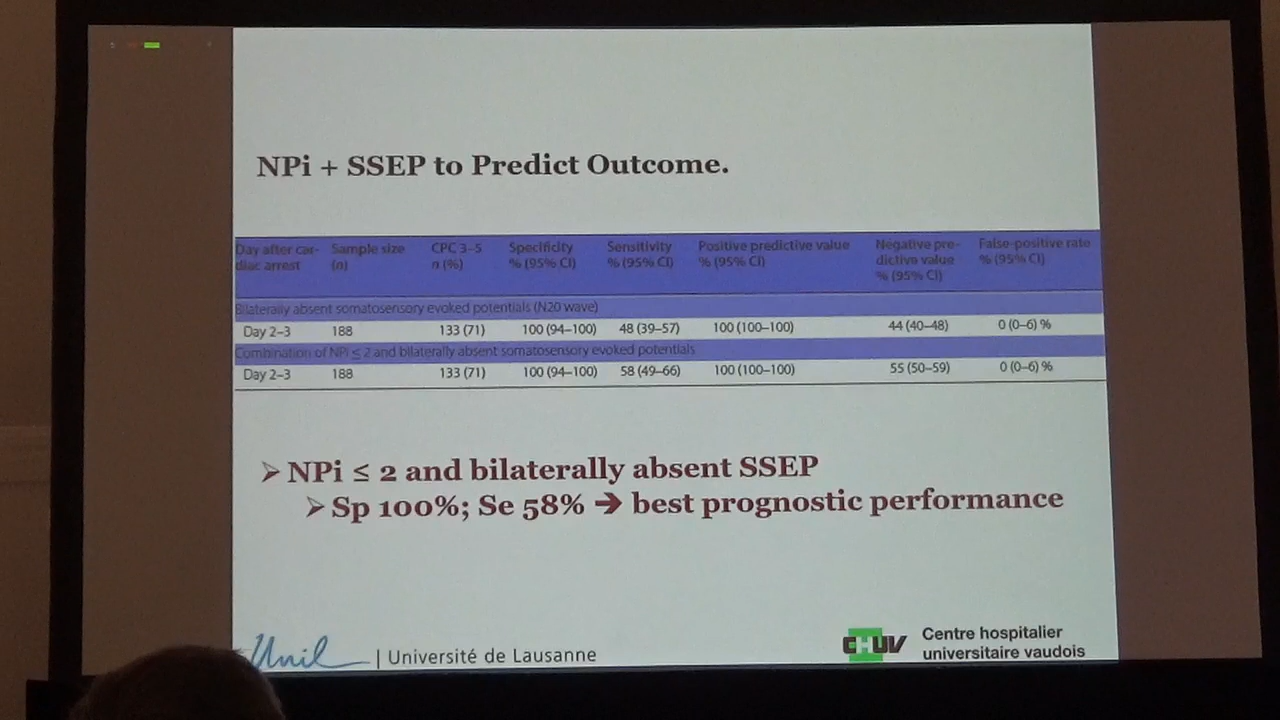 NPi + SSEP to Predict Outcome.
Day after car- Sample size CPC 3–5 Specificity Sensitivity Positive predictive value Negative pre- False-positive rate
diac arrest (n) n (%) % (95% CI) % (95% CI) % (95% CI) dictive value % (95% CI)
% (95% CI)
Bilaterally absent somatosensory evoked potentials (N20 wave)
Day 2–3 188 133 (71) 100 (94–100) 48 (39–57) 100 (100–100) 44 (40–48) 0 (0–6) %
Combination of NPi ≤ 2 and bilaterally absent somatosensory evoked potentials
Day 2–3 188 133 (71) 100 (94–100) 58 (49–66) 100 (100–100) 55 (50–59) 0 (0–6) %
➢ NPi ≤ 2 and bilaterally absent SSEP
➢ Sp 100%; Se 58% ➔ best prognostic performance
Unil | Université de Lausanne
CHUV Centre hospitalier
universitaire vaudois